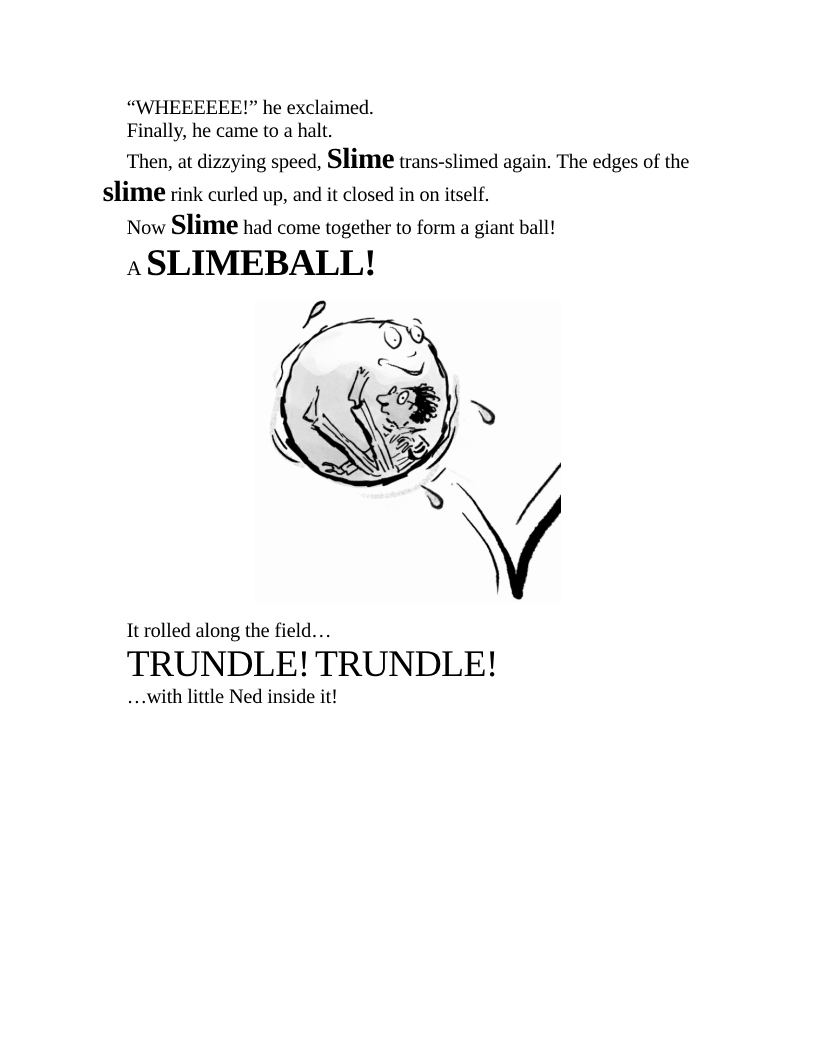 “WHEEEEEE!” he exclaimed.
Finally, he came to a halt.
Then, at dizzying speed, Slime trans-slimed again. The edges of the
slime rink curled up, and it closed in on itself.
Now Slime had come together to form a giant ball!
A SLIMEBALL!
It rolled along the field…
TRUNDLE! TRUNDLE!
…with little Ned inside it!